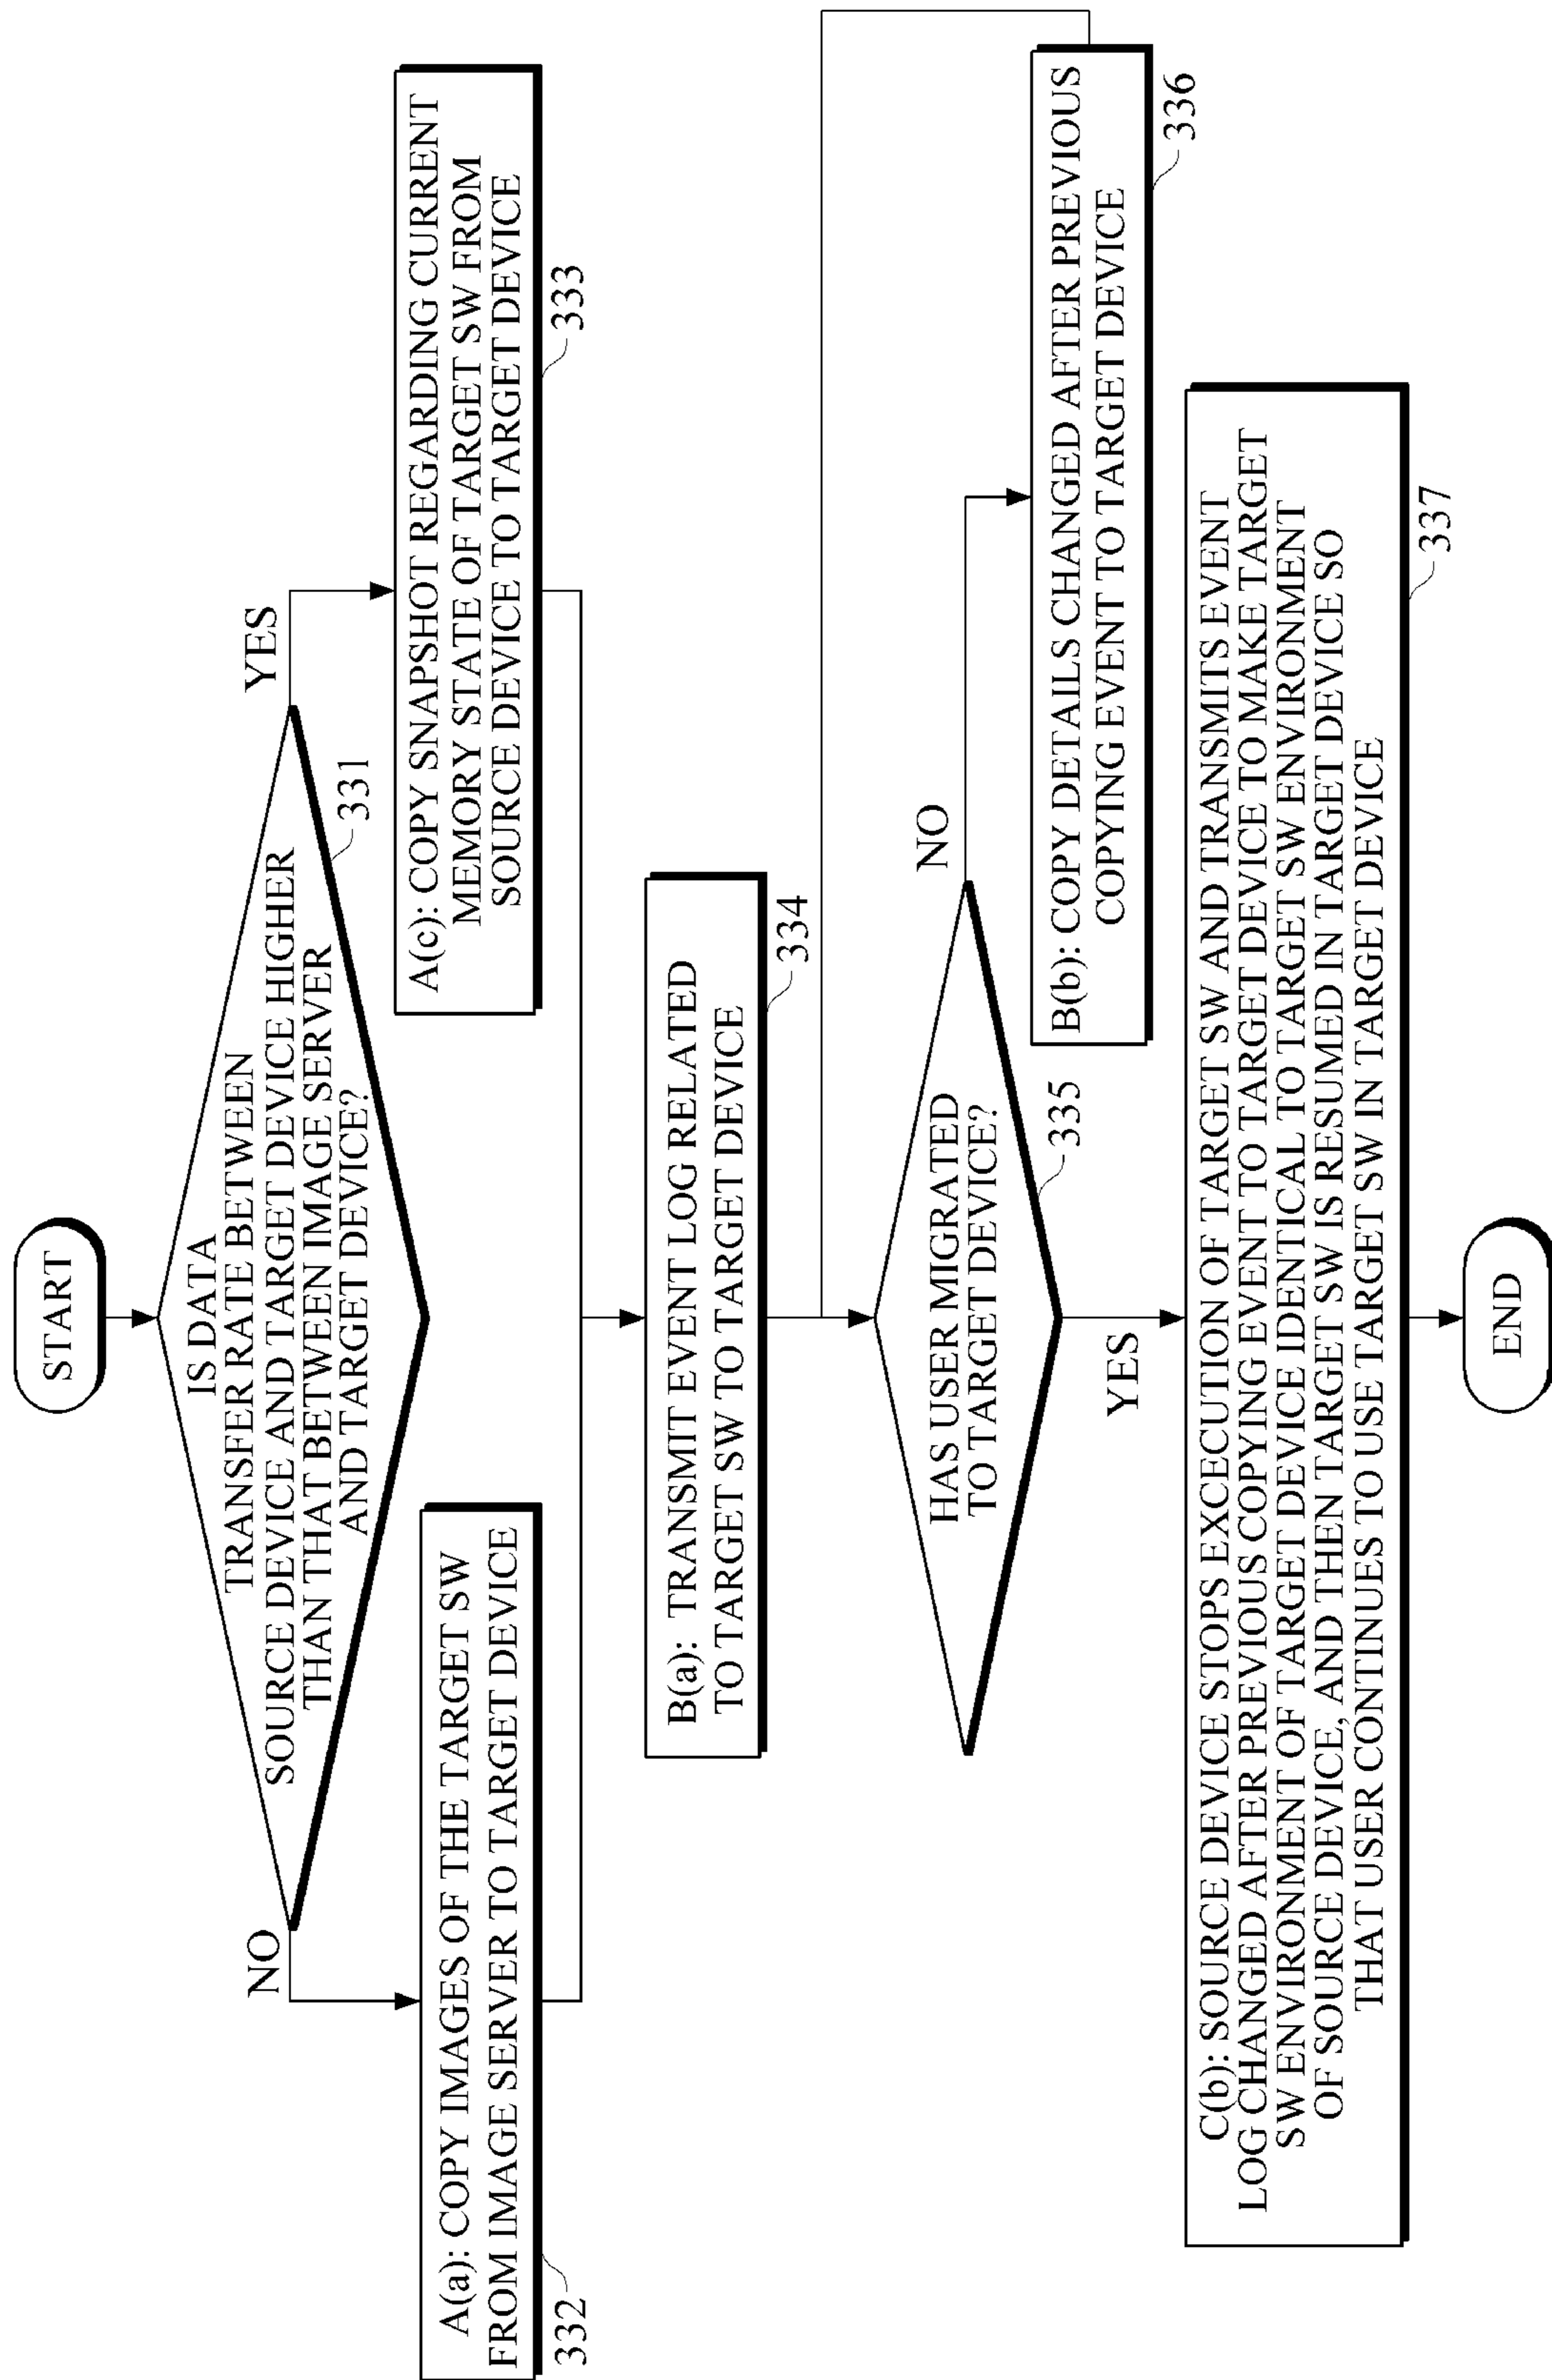 START
IS DATA
TRANSFER RATE BETWEEN
SOURCE DEVICE AND TARGET DEVICE HIGHER
THAN THAT BETWEEN IMAGE SERVER
AND TARGET DEVICE?
331
NO
YES
A(a): COPY IMAGES OF THE TARGET SW
FROM IMAGE SERVER TO TARGET DEVICE
332
A(c): COPY SNAPSHOT REGARDING CURRENT
MEMORY STATE OF TARGET SW FROM
SOURCE DEVICE TO TARGET DEVICE
333
B(a): TRANSMIT EVENT LOG RELATED
TO TARGET SW TO TARGET DEVICE
334
HAS USER MIGRATED
TO TARGET DEVICE?
335
NO
B(b): COPY DETAILS CHANGED AFTER PREVIOUS
COPYING EVENT TO TARGET DEVICE
336
YES
C(b): SOURCE DEVICE STOPS EXCECUTION OF TARGET SW AND TRANSMITS EVENT
LOG CHANGED AFTER PREVIOUS COPYING EVENT TO TARGET DEVICE TO MAKE TARGET
SW ENVIRONMENT OF TARGET DEVICE IDENTICAL TO TARGET SW ENVIRONMENT
OF SOURCE DEVICE, AND THEN TARGET SW IS RESUMED IN TARGET DEVICE SO
THAT USER CONTINUES TO USE TARGET SW IN TARGET DEVICE
337
END